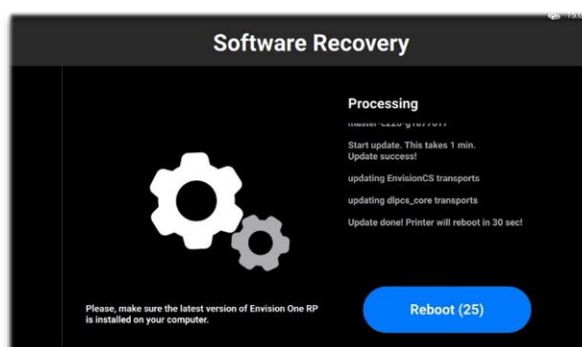 Software Recovery
Processing
Start update. This takes 1 min.
Update success!
updating EnvisionCS transports
updating dlpcs_core transports
Update done! Printer will reboot in 30 sec!
Please, make sure the latest version of Envision One RP
is installed on your computer.
Reboot (25)